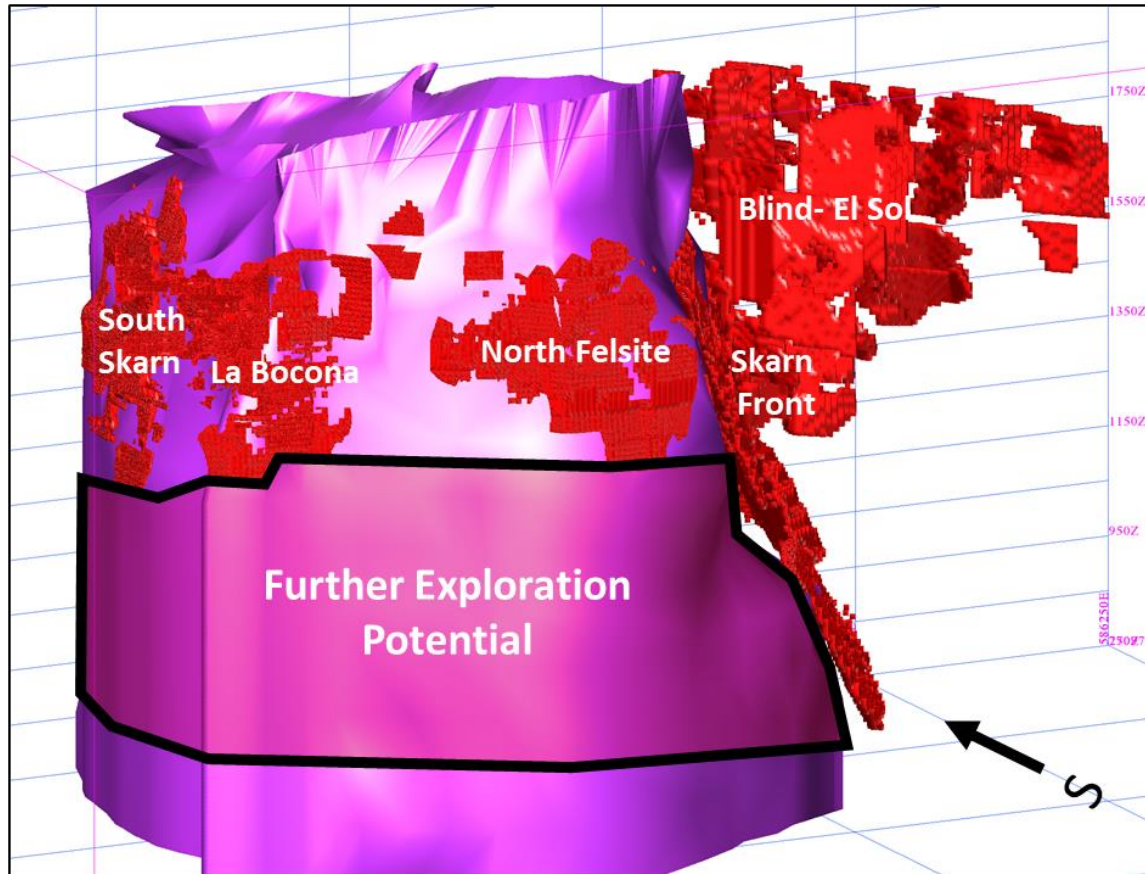 1750Z
1550Z
Blind- El Sol
South
Skarn
1350Z
La Bocona
North Felsite
Skarn
Front
1150Z
950Z
Further Exploration
Potential
586250E
S